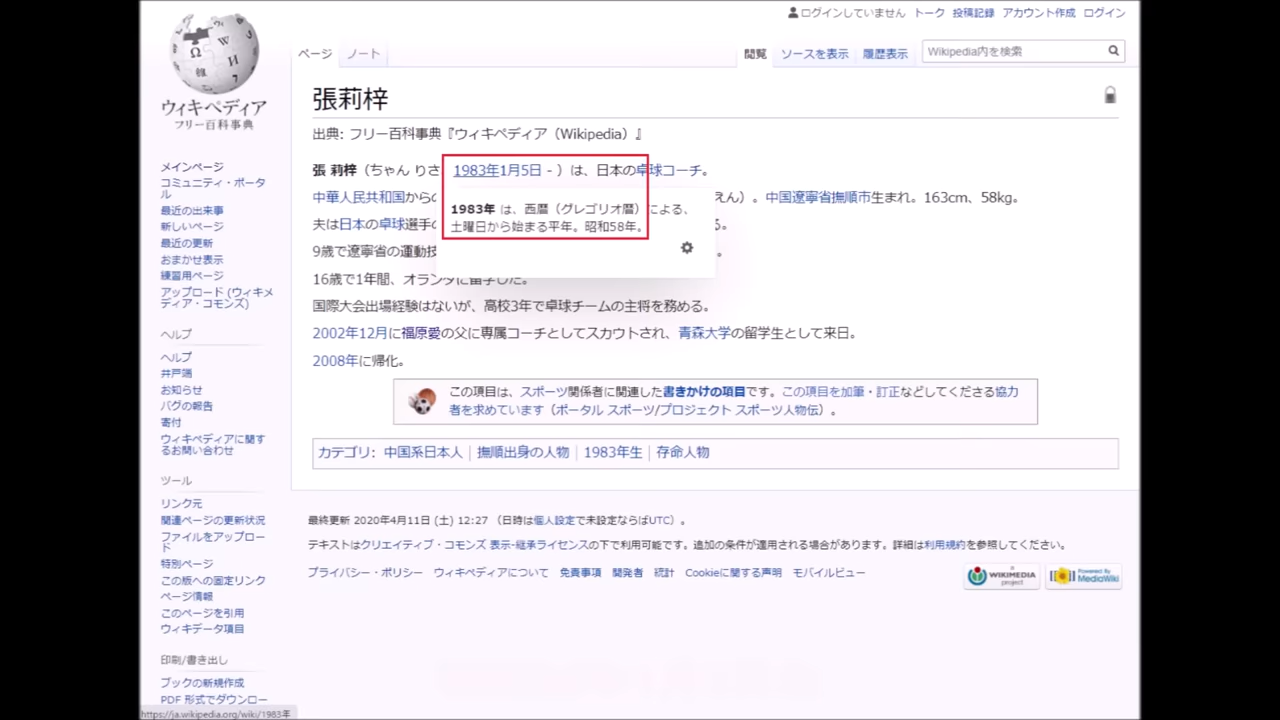 ログインしていません トーク 投稿記録 アカウント作成 ログイン
ページ ノート 閲覧 ソースを表示 履歴表示 Wikipedia内を検索
ウィキペディア
フリー百科事典
メインページ
コミュニティ・ポータ
ル
最近の出来事
新しいページ
最近の更新
おまかせ表示
練習用ページ
アップロード (ウィキメ
ディア・コモンズ)
ヘルプ
ヘルプ
井戸端
お知らせ
バグの報告
寄付
ウィキペディアに関す
るお問い合わせ
ツール
リンク元
関連ページの更新状況
ファイルをアップロー
ド
特別ページ
この版への固定リンク
ページ情報
このページを引用
ウィキデータ項目
印刷/書き出し
ブックの新規作成
PDF 形式でダウンロー
https://ja.wikipedia.org/wiki/1983年
張莉梓
出典: フリー百科事典『ウィキペディア（Wikipedia）』
張 莉梓（ちゃん りさ 1983年1月5日 - ）は、日本の卓球コーチ。
中華人民共和国からの えん）。中国遼寧省撫順市生まれ。163cm、58kg。
夫は日本の卓球選手の る。
9歳で遼寧省の運動技 。
1983年 は、西暦（グレゴリオ暦）による、
土曜日から始まる平年。昭和58年。
16歳で1年間、オランダに留学した。
国際大会出場経験はないが、高校3年で卓球チームの主将を務める。
2002年12月に福原愛の父に専属コーチとしてスカウトされ、青森大学の留学生として来日。
2008年に帰化。
この項目は、スポーツ関係者に関連した書きかけの項目です。この項目を加筆・訂正などしてくださる協力
者を求めています（ポータル スポーツ/プロジェクト スポーツ人物伝）。
カテゴリ: 中国系日本人 | 撫順出身の人物 | 1983年生 | 存命人物
最終更新 2020年4月11日 (土) 12:27 （日時は個人設定で未設定ならばUTC）。
テキストはクリエイティブ・コモンズ 表示-継承ライセンスの下で利用可能です。追加の条件が適用される場合があります。詳細は利用規約を参照してください。
プライバシー・ポリシー ウィキペディアについて 免責事項 開発者 統計 Cookieに関する声明 モバイルビュー
a
WIKIMEDIA
project
Powered By
MediaWiki